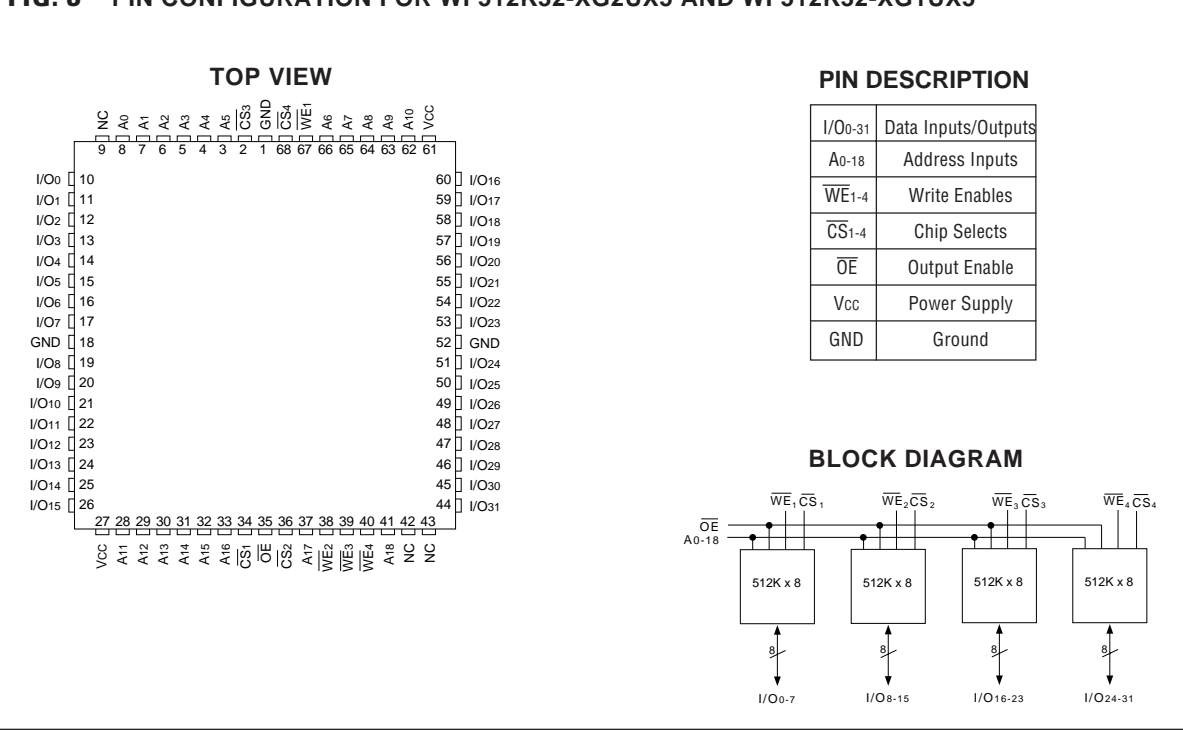 TOP VIEW
NC A0 A1 A2 A3 A4 A5 CS3 GND CS4 WE1 A6 A7 A8 A9 A10 VCC
9 8 7 6 5 4 3 2 1 68 67 66 65 64 63 62 61
I/O0 10 60 I/O16
I/O1 11 59 I/O17
I/O2 12 58 I/O18
I/O3 13 57 I/O19
I/O4 14 56 I/O20
I/O5 15 55 I/O21
I/O6 16 54 I/O22
I/O7 17 53 I/O23
GND 18 52 GND
I/O8 19 51 I/O24
I/O9 20 50 I/O25
I/O10 21 49 I/O26
I/O11 22 48 I/O27
I/O12 23 47 I/O28
I/O13 24 46 I/O29
I/O14 25 45 I/O30
I/O15 26 44 I/O31
27 28 29 30 31 32 33 34 35 36 37 38 39 40 41 42 43
VCC A11 A12 A13 A14 A15 A16 CS1 OE CS2 A17 WE2 WE3 WE4 A18 NC NC
PIN DESCRIPTION
I/O0-31 Data Inputs/Outputs
A0-18 Address Inputs
WE1-4 Write Enables
CS1-4 Chip Selects
OE Output Enable
VCC Power Supply
GND Ground
BLOCK DIAGRAM
WE1 CS1 WE2 CS2 WE3 CS3 WE4 CS4
OE
A0-18
512K x 8 512K x 8 512K x 8 512K x 8
8 8 8 8
I/O0-7 I/O8-15 I/O16-23 I/O24-31